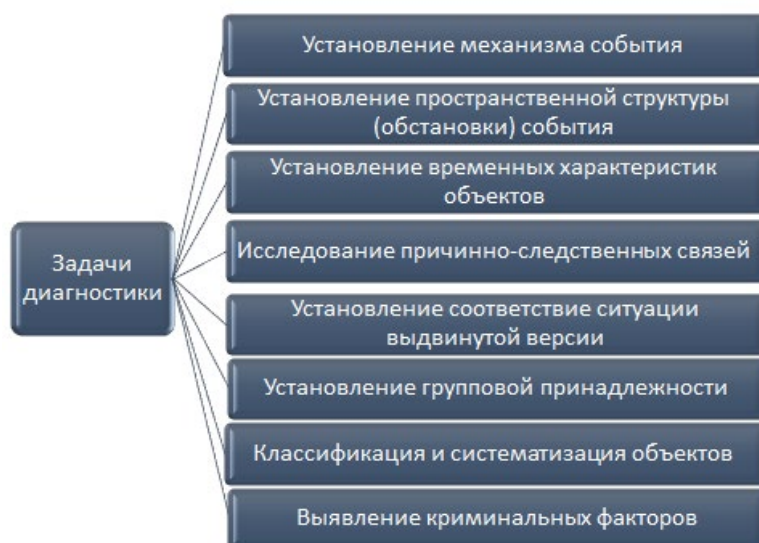 Установление механизма события
Установление пространственной структуры
(обстановки) события
Установление временных характеристик
объектов
Задачи
диагностики
Исследование причинно-следственных связей
Установление соответствие ситуации
выдвинутой версии
Установление групповой принадлежности
Классификация и систематизация объектов
Выявление криминальных факторов